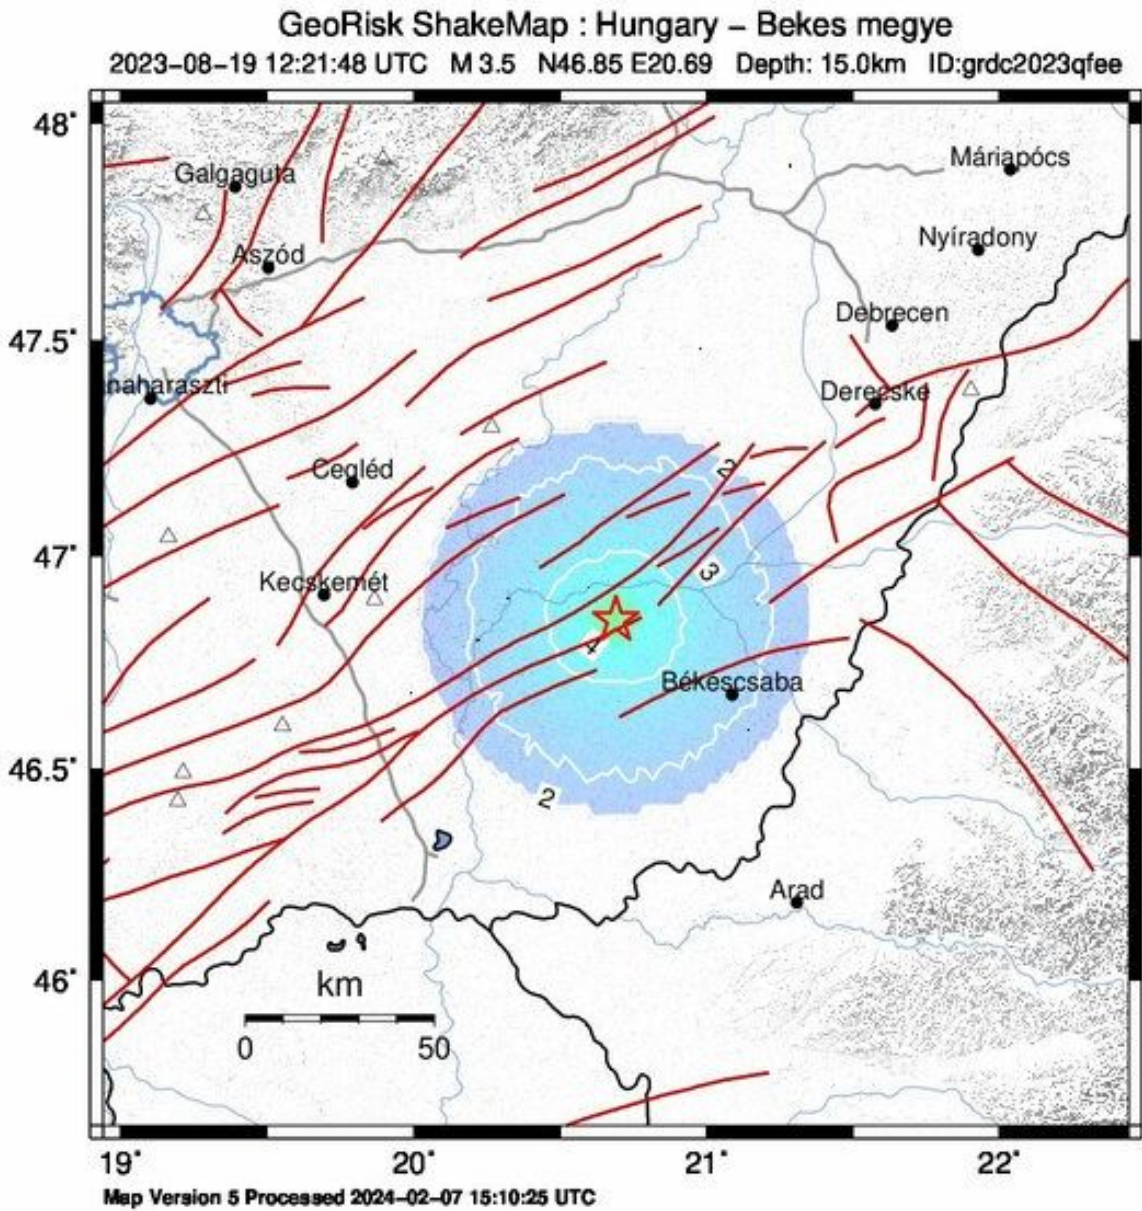 GeoRisk ShakeMap : Hungary – Bekes megye
2023–08–19 12:21:48 UTC M 3.5 N46.85 E20.69 Depth: 15.0km ID:grdc2023qfee
48°
Máriapócs
Galgaguta
Nyíradony
Aszód
Debrecen
47.5°
naharaszti
Derecske
Cegléd
2
47°
3
Kecskemét
4
Békéscsaba
46.5°
2
Arad
46°
km
0 50
19° 20° 21° 22°
Map Version 5 Processed 2024–02–07 15:10:25 UTC